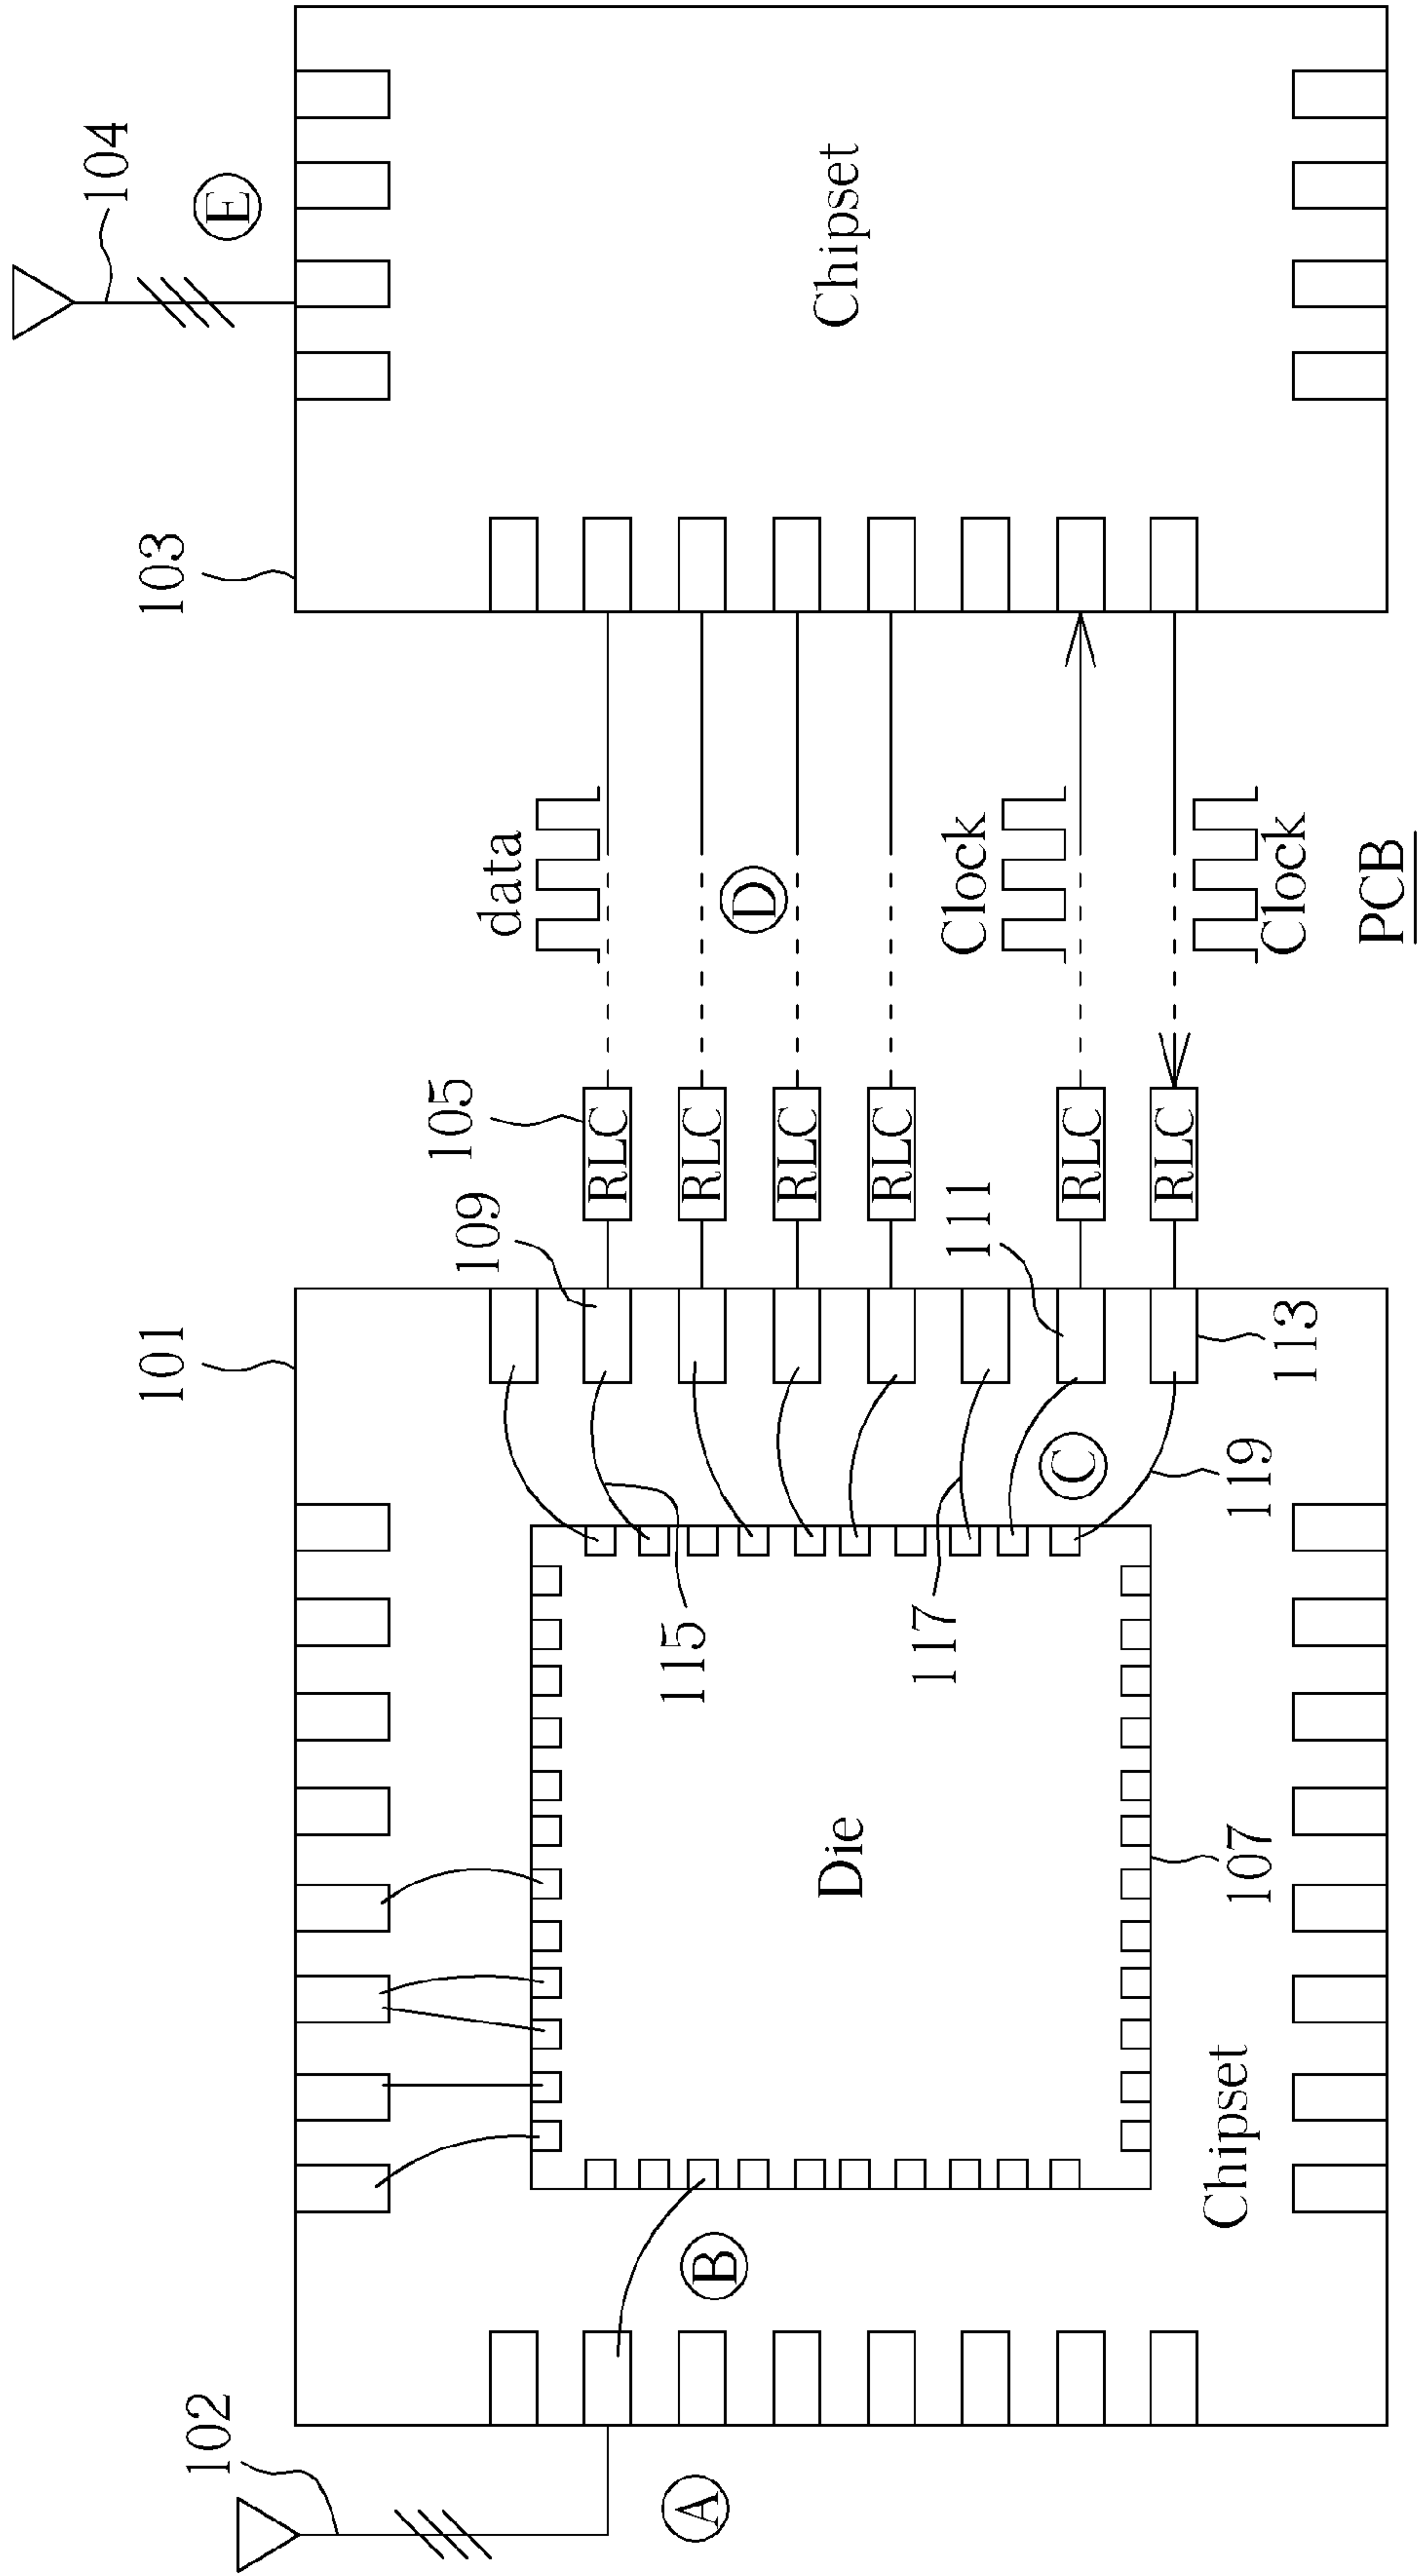 102
A
B
101
Die
Chipset
107
115
117
C
119
109
111
113
105
RLC
RLC
RLC
RLC
RLC
RLC
data
D
Clock
Clock
PCB
103
104
E
Chipset